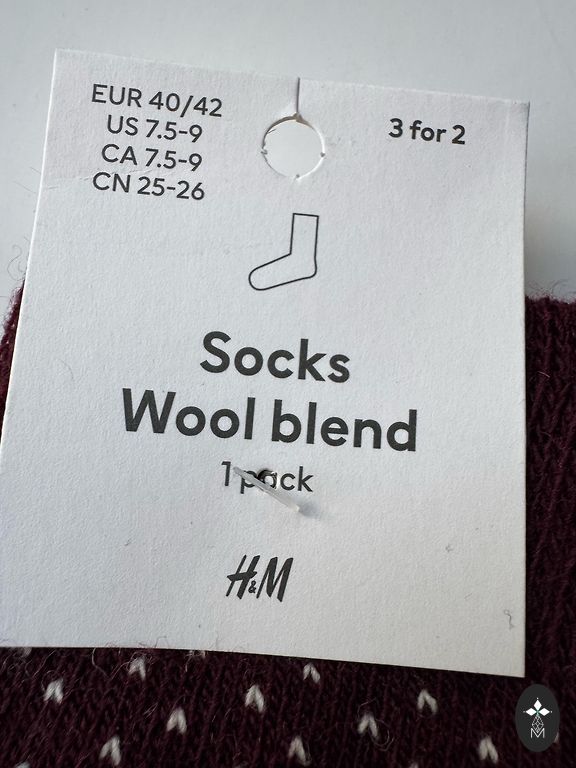 EUR 40/42
US 7.5-9
CA 7.5-9
CN 25-26
3 for 2
Socks
Wool blend
1 pack
H&M
M